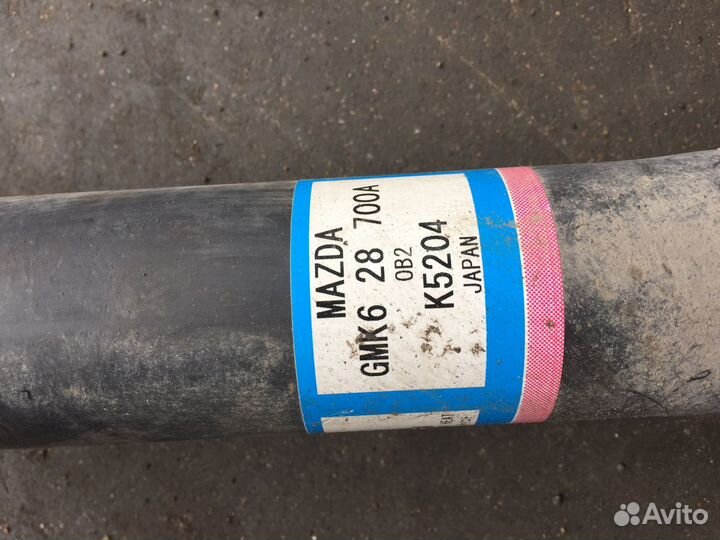 MAZDA
GMK6 28 700A
0B2
K5204
JAPAN
Avito